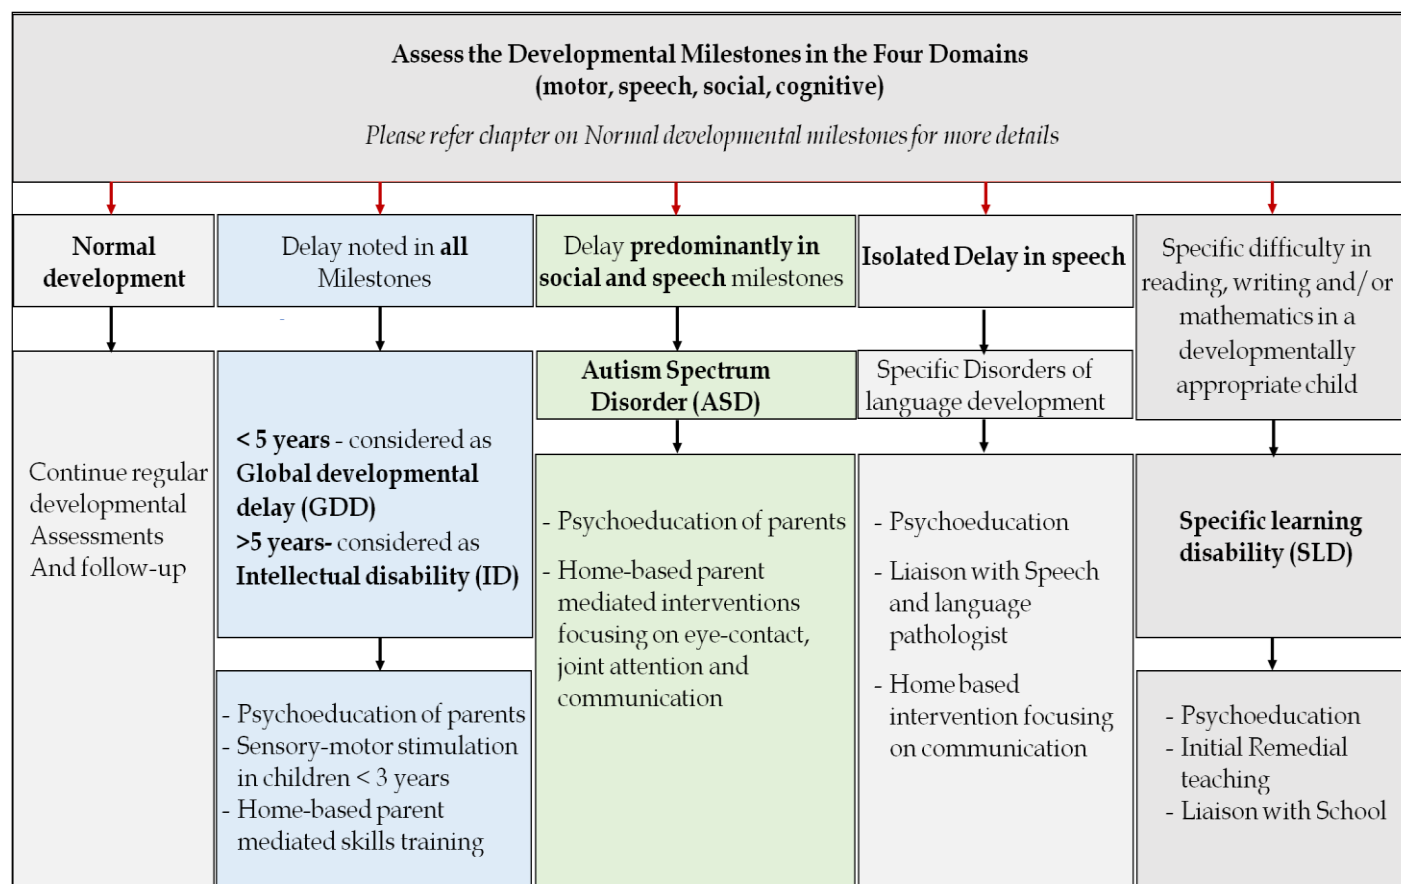 Assess the Developmental Milestones in the Four Domains
(motor, speech, social, cognitive)
Please refer chapter on Normal developmental milestones for more details
Normal
development
Continue regular
developmental
Assessments
And follow-up
Delay noted in all
Milestones
< 5 years - considered as
Global developmental
delay (GDD)
>5 years- considered as
Intellectual disability (ID)
- Psychoeducation of parents
- Sensory-motor stimulation
in children < 3 years
- Home-based parent
mediated skills training
Delay predominantly in
social and speech milestones
Autism Spectrum
Disorder (ASD)
- Psychoeducation of parents
- Home-based parent
mediated interventions
focusing on eye-contact,
joint attention and
communication
Isolated Delay in speech
Specific Disorders of
language development
- Psychoeducation
- Liaison with Speech
and language
pathologist
- Home based
intervention focusing
on communication
Specific difficulty in
reading, writing and/or
mathematics in a
developmentally
appropriate child
Specific learning
disability (SLD)
- Psychoeducation
- Initial Remedial
teaching
- Liaison with School